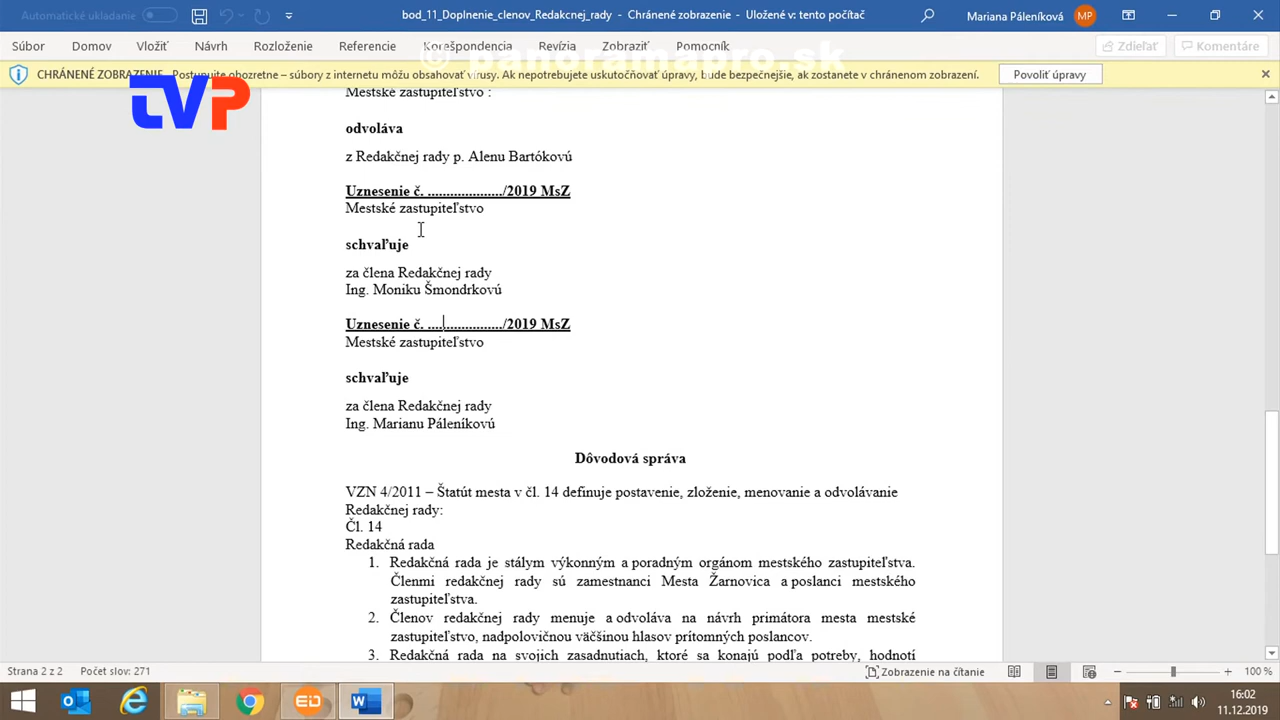 Automatické ukladanie
bod_11_Doplnenie_clenov_Redakcnej_rady - Chránené zobrazenie - Uložené v: tento počítač
Mariana Páleníková MP
Súbor Domov Vložiť Návrh Rozloženie Referencie Korešpondencia Revízia Zobraziť Pomocník Zdieľať Komentáre
© panoramapro.sk
CHRÁNENÉ ZOBRAZENIE Postupujte obozretne – súbory z internetu môžu obsahovať vírusy. Ak nepotrebujete uskutočňovať úpravy, bude bezpečnejšie, ak zostanete v chránenom zobrazení. Povoliť úpravy
TVP
Mestské zastupiteľstvo :
odvoláva
z Redakčnej rady p. Alenu Bartókovú
Uznesenie č. ..................../2019 MsZ
Mestské zastupiteľstvo
schvaľuje
za člena Redakčnej rady
Ing. Moniku Šmondrkovú
Uznesenie č. ..................../2019 MsZ
Mestské zastupiteľstvo
schvaľuje
za člena Redakčnej rady
Ing. Marianu Páleníkovú
Dôvodová správa
VZN 4/2011 – Štatút mesta v čl. 14 definuje postavenie, zloženie, menovanie a odvolávanie
Redakčnej rady:
Čl. 14
Redakčná rada
1. Redakčná rada je stálym výkonným a poradným orgánom mestského zastupiteľstva.
Členmi redakčnej rady sú zamestnanci Mesta Žarnovica a poslanci mestského
zastupiteľstva.
2. Členov redakčnej rady menuje a odvoláva na návrh primátora mesta mestské
zastupiteľstvo, nadpolovičnou väčšinou hlasov prítomných poslancov.
3. Redakčná rada na svojich zasadnutiach, ktoré sa konajú podľa potreby, hodnotí
Strana 2 z 2 Počet slov: 271 Zobrazenie na čítanie 100 %
16:02
11.12.2019